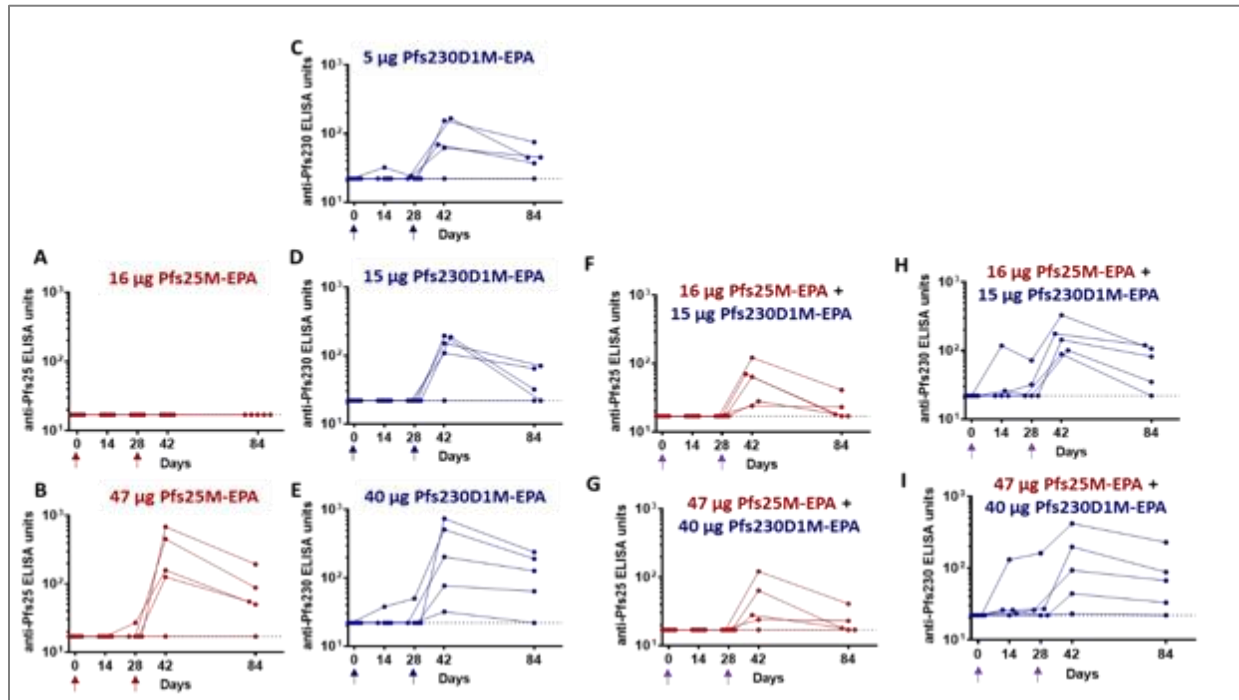 C
5 µg Pfs230D1M-EPA
anti-Pfs230 ELISA units
10³
10²
10¹
0 14 28 42 84
Days
A
16 µg Pfs25M-EPA
anti-Pfs25 ELISA units
10³
10²
10¹
0 14 28 42 84
Days
D
15 µg Pfs230D1M-EPA
anti-Pfs230 ELISA units
10³
10²
10¹
0 14 28 42 84
Days
F
16 µg Pfs25M-EPA +
15 µg Pfs230D1M-EPA
anti-Pfs25 ELISA units
10³
10²
10¹
0 14 28 42 84
Days
H
16 µg Pfs25M-EPA +
15 µg Pfs230D1M-EPA
anti-Pfs230 ELISA units
10³
10²
10¹
0 14 28 42 84
Days
B
47 µg Pfs25M-EPA
anti-Pfs25 ELISA units
10³
10²
10¹
0 14 28 42 84
Days
E
40 µg Pfs230D1M-EPA
anti-Pfs230 ELISA units
10³
10²
10¹
0 14 28 42 84
Days
G
47 µg Pfs25M-EPA +
40 µg Pfs230D1M-EPA
anti-Pfs25 ELISA units
10³
10²
10¹
0 14 28 42 84
Days
I
47 µg Pfs25M-EPA +
40 µg Pfs230D1M-EPA
anti-Pfs230 ELISA units
10³
10²
10¹
0 14 28 42 84
Days